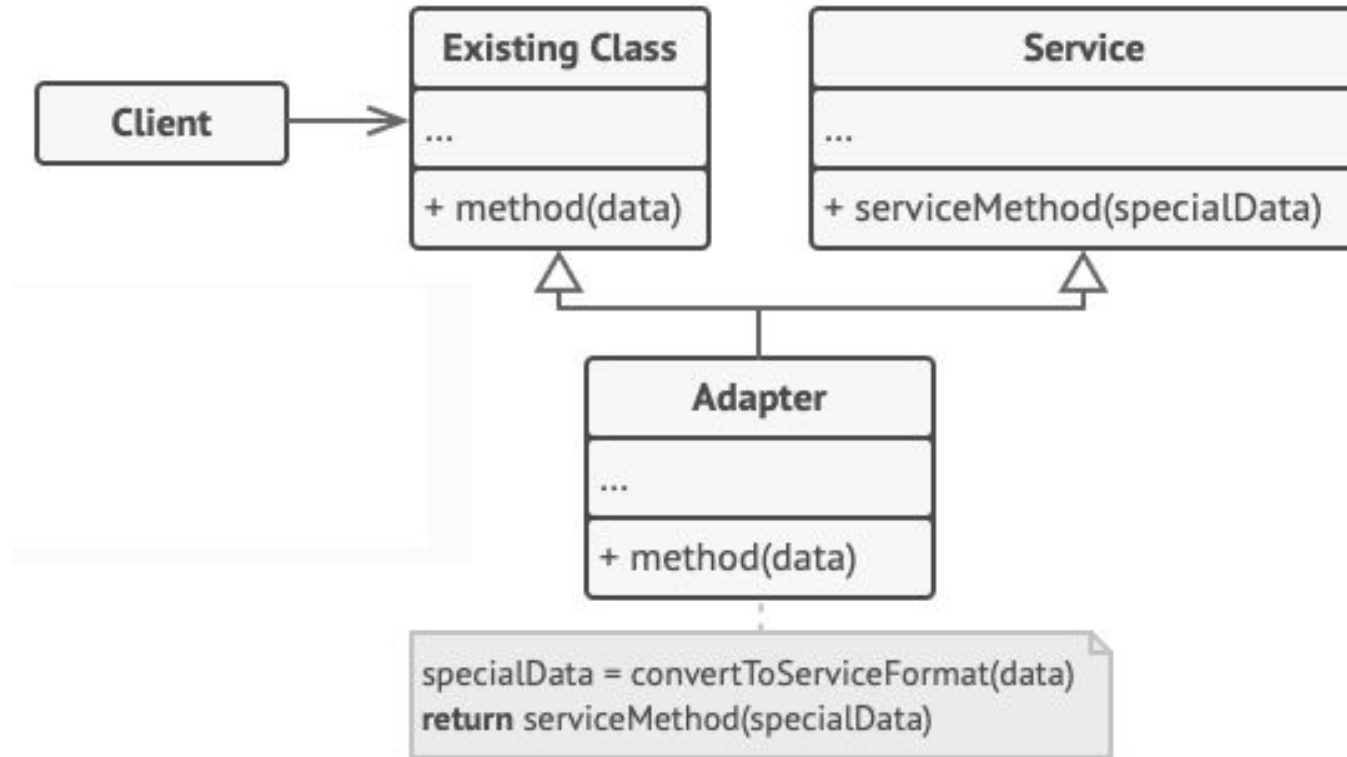 Existing Class
...
+ method(data)
Service
...
+ serviceMethod(specialData)
Client
Adapter
...
+ method(data)
specialData = convertToServiceFormat(data)
return serviceMethod(specialData)